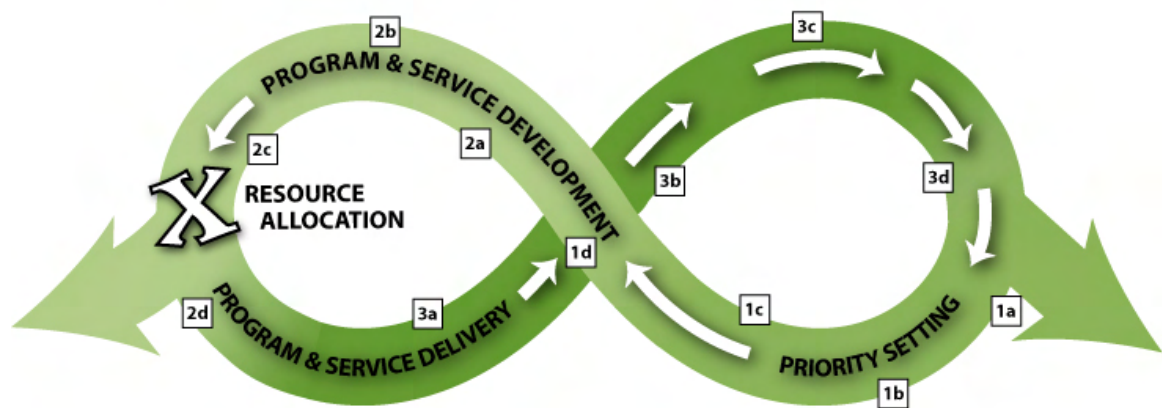 2b
3c
PROGRAM & SERVICE DEVELOPMENT
2c
2a
3b
3d
X
RESOURCE
ALLOCATION
1d
2d
3a
1c
1a
PROGRAM & SERVICE DELIVERY
PRIORITY SETTING
1b